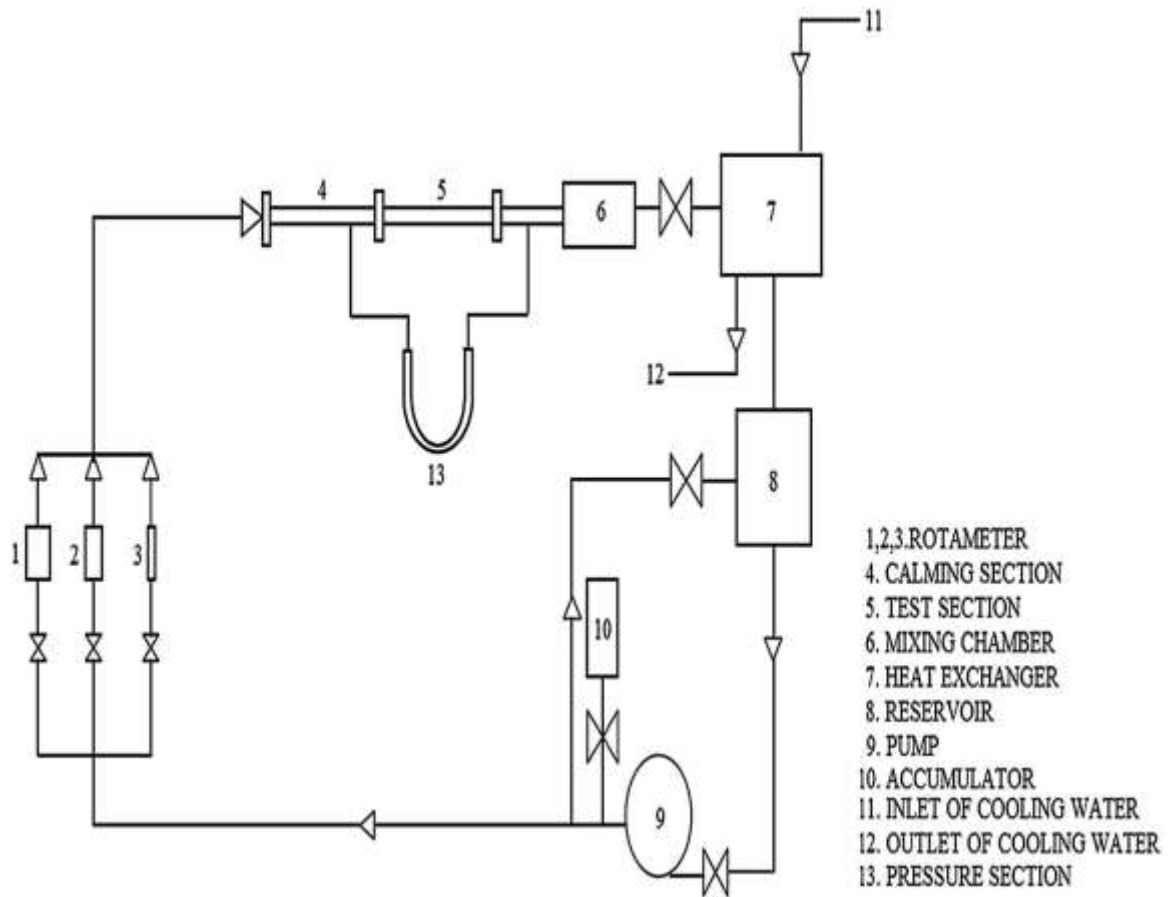 11
4
5
6
7
12
13
8
1
2
3
10
9
1,2,3.ROTAMETER
4. CALMING SECTION
5. TEST SECTION
6. MIXING CHAMBER
7. HEAT EXCHANGER
8. RESERVOIR
9. PUMP
10. ACCUMULATOR
11. INLET OF COOLING WATER
12. OUTLET OF COOLING WATER
13. PRESSURE SECTION